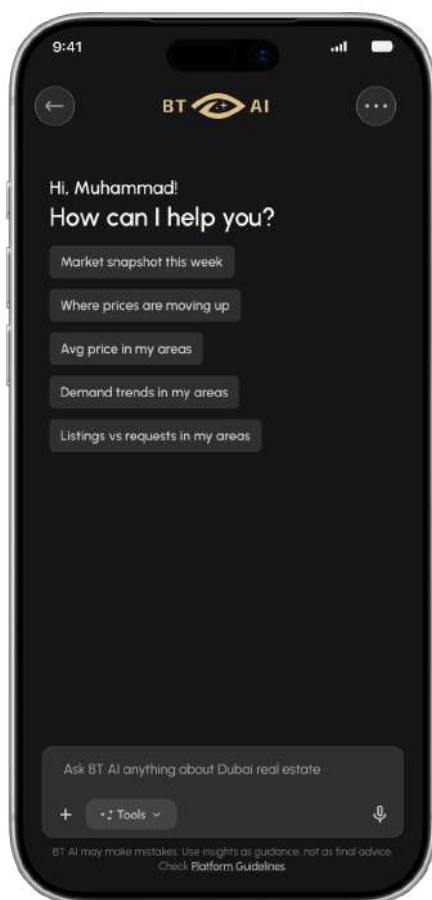 9:41
BT AI
Hi, Muhammad!
How can I help you?
Market snapshot this week
Where prices are moving up
Avg price in my areas
Demand trends in my areas
Listings vs requests in my areas
Ask BT AI anything about Dubai real estate
Tools
BT AI may make mistakes. Use insights as guidance, not as final advice.
Check Platform Guidelines